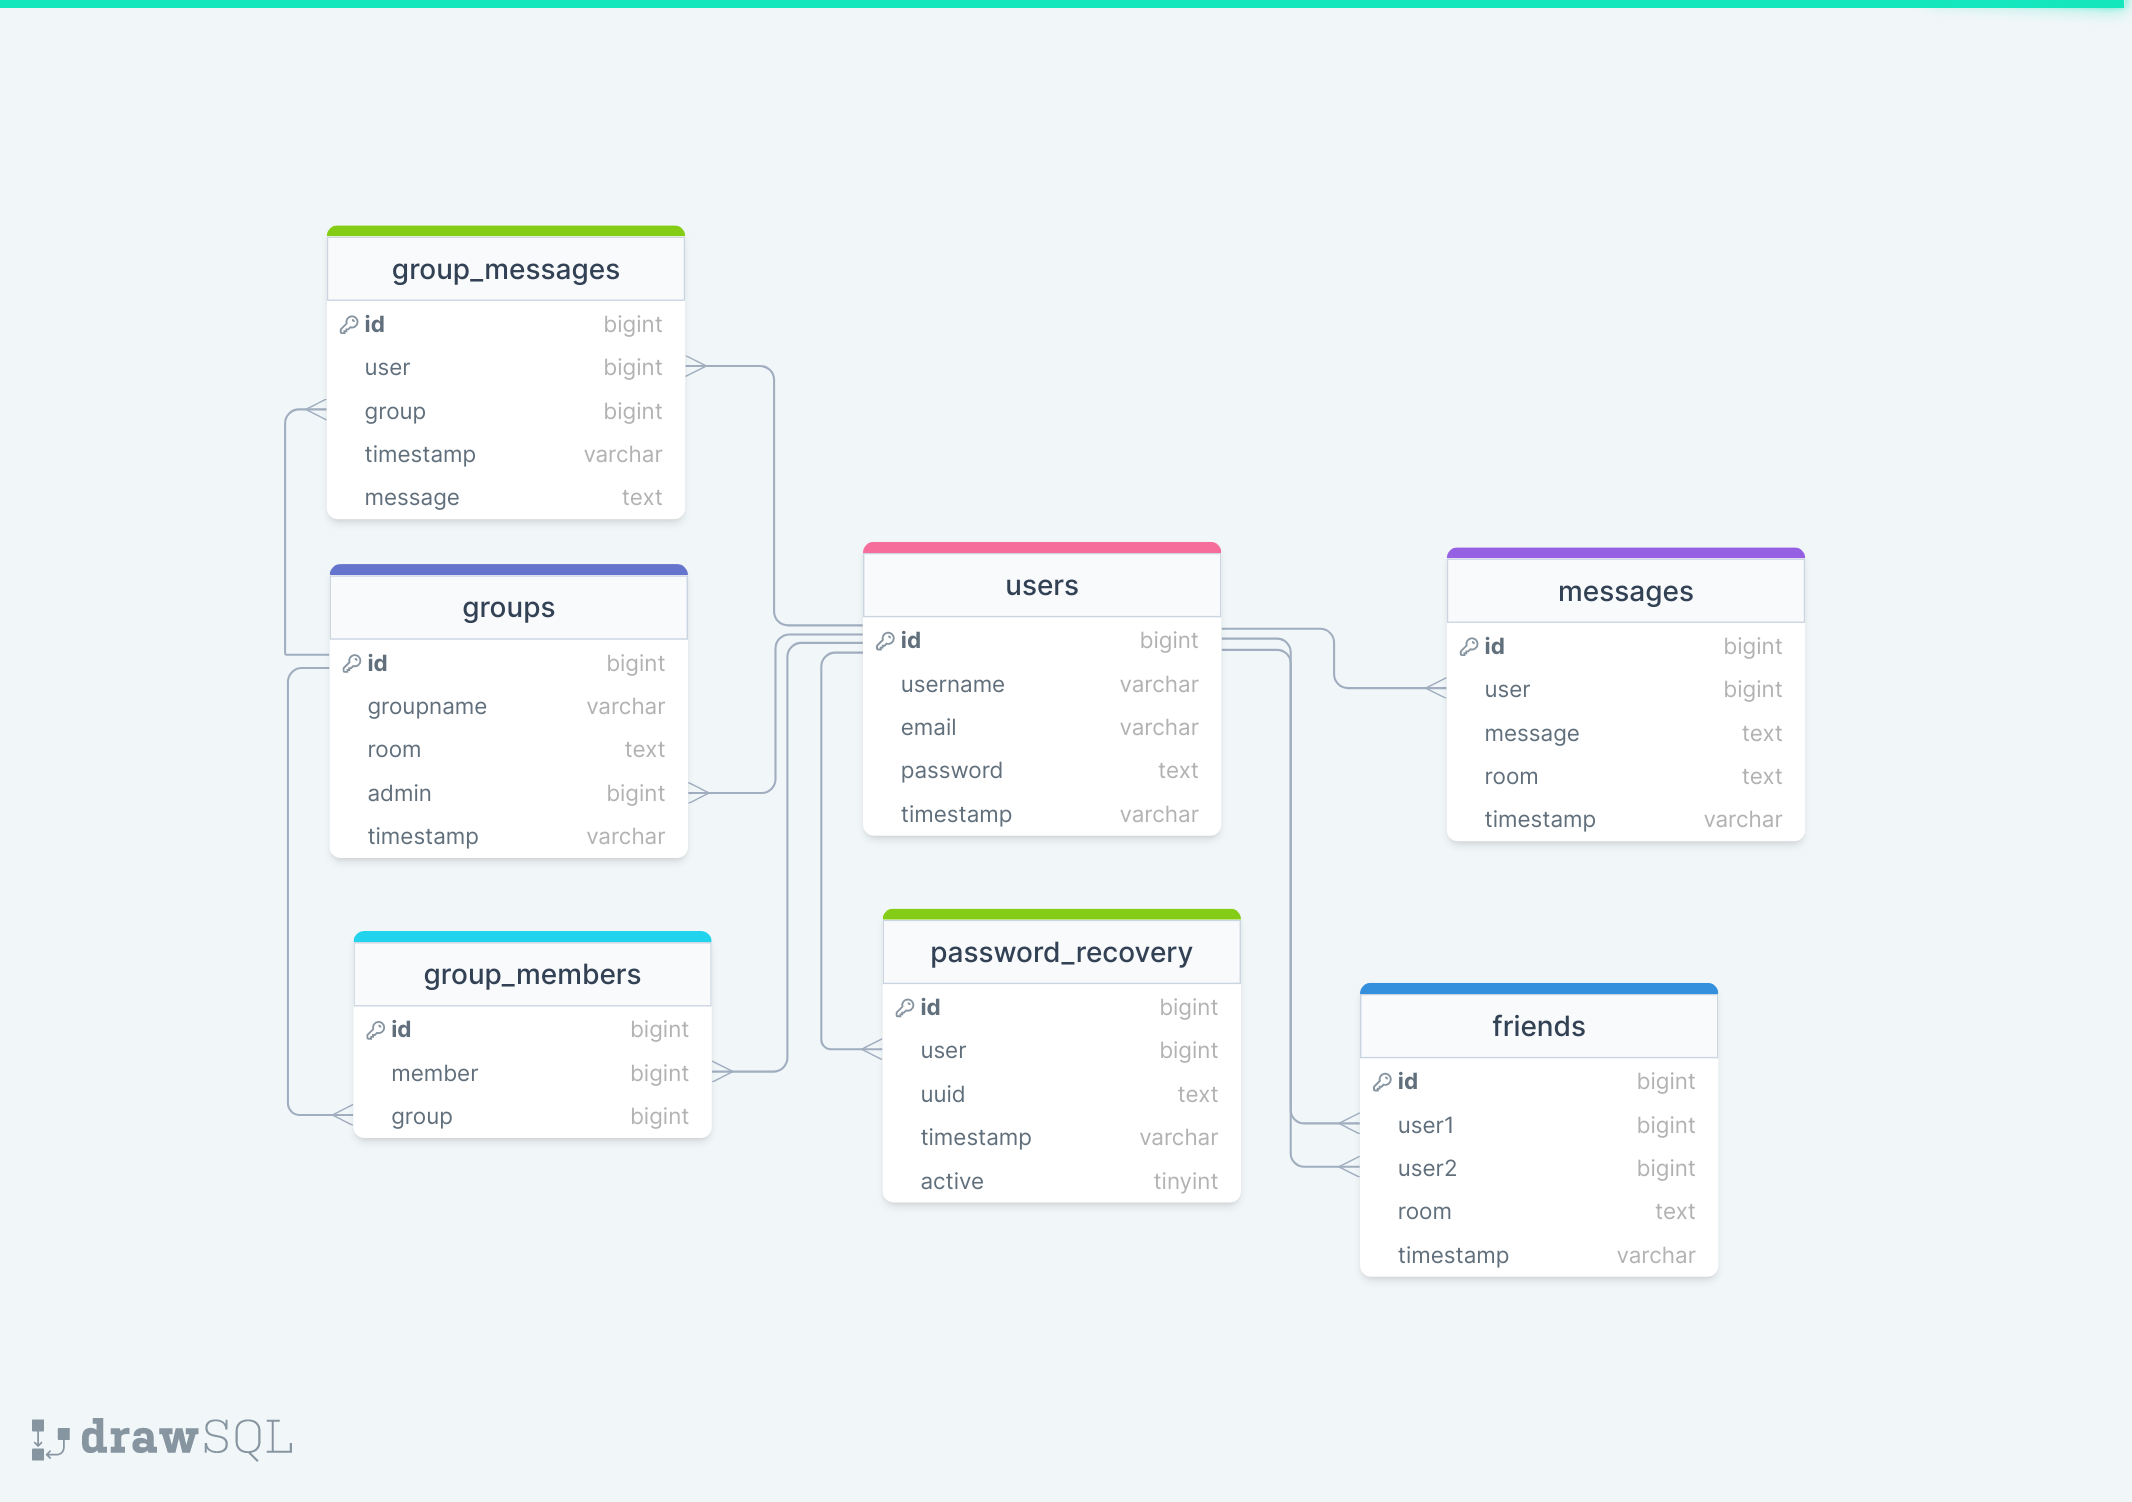 group_messages
id bigint
user bigint
group bigint
timestamp varchar
message text
groups
id bigint
groupname varchar
room text
admin bigint
timestamp varchar
group_members
id bigint
member bigint
group bigint
users
id bigint
username varchar
email varchar
password text
timestamp varchar
password_recovery
id bigint
user bigint
uuid text
timestamp varchar
active tinyint
messages
id bigint
user bigint
message text
room text
timestamp varchar
friends
id bigint
user1 bigint
user2 bigint
room text
timestamp varchar
drawSQL